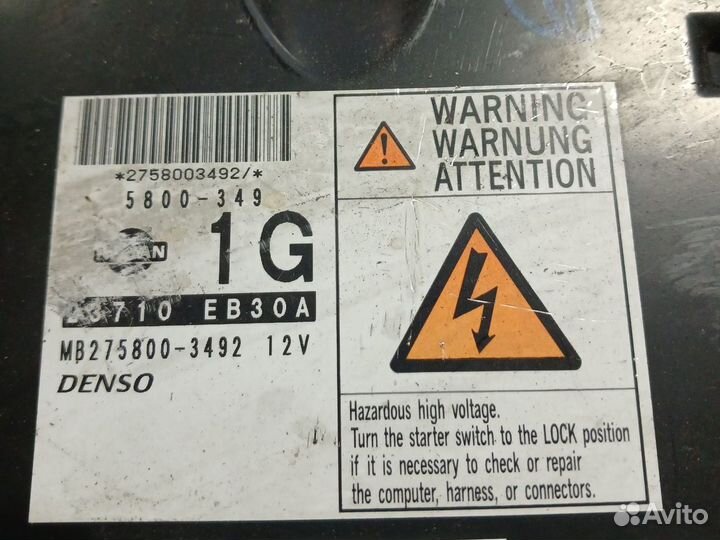 *2758003492/*
5800-349
1G
710 EB30A
MB275800-3492 12V
DENSO
WARNING
WARNUNG
ATTENTION
Hazardous high voltage.
Turn the starter switch to the LOCK position
if it is necessary to check or repair
the computer, harness, or connectors.
Avito